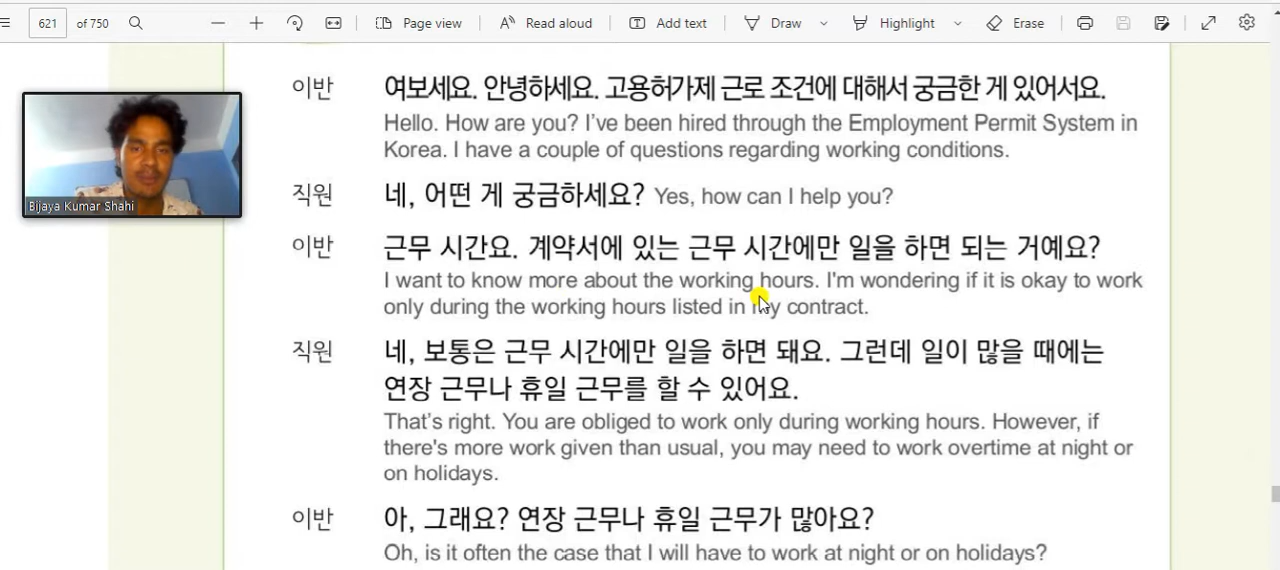 621 of 750 Page view Read aloud Add text Draw Highlight Erase
이반 여보세요. 안녕하세요. 고용허가제 근로 조건에 대해서 궁금한 게 있어서요.
Hello. How are you? I've been hired through the Employment Permit System in
Korea. I have a couple of questions regarding working conditions.
직원 네, 어떤 게 궁금하세요? Yes, how can I help you?
Bijaya Kumar Shahi
이반 근무 시간요. 계약서에 있는 근무 시간에만 일을 하면 되는 거예요?
I want to know more about the working hours. I'm wondering if it is okay to work
only during the working hours listed in my contract.
직원 네, 보통은 근무 시간에만 일을 하면 돼요. 그런데 일이 많을 때에는
연장 근무나 휴일 근무를 할 수 있어요.
That's right. You are obliged to work only during working hours. However, if
there's more work given than usual, you may need to work overtime at night or
on holidays.
이반 아, 그래요? 연장 근무나 휴일 근무가 많아요?
Oh, is it often the case that I will have to work at night or on holidays?